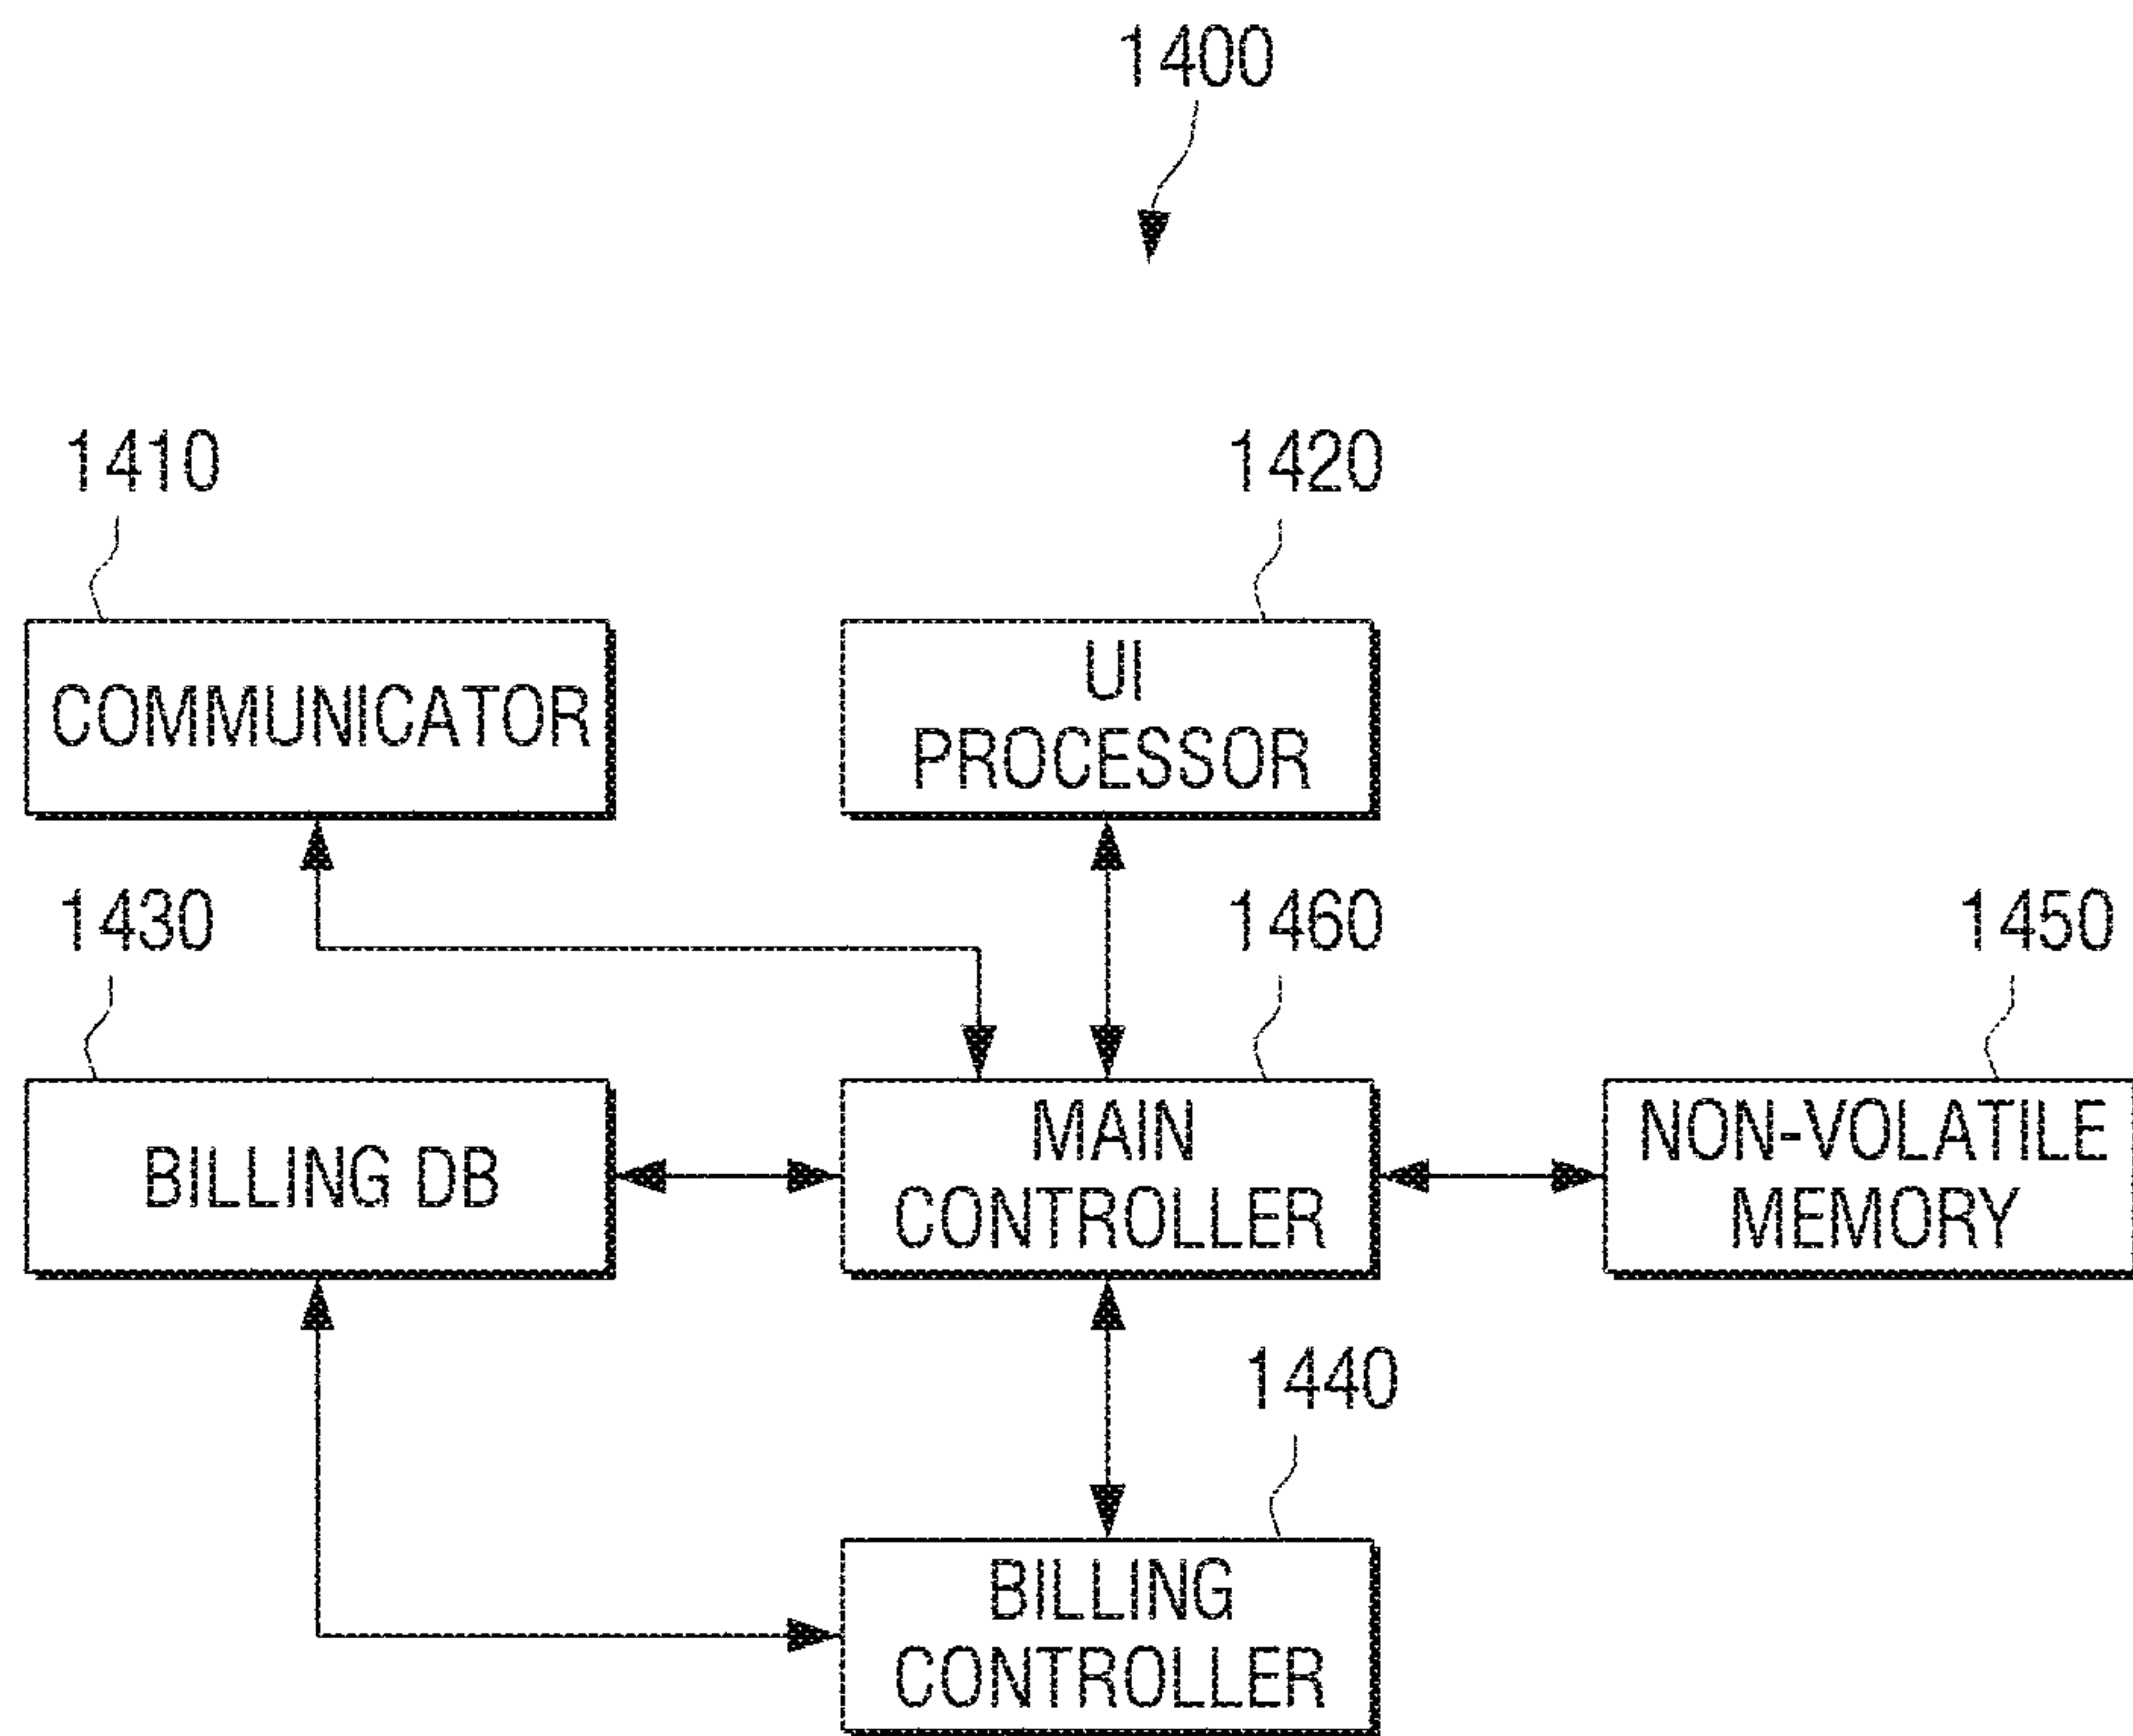 1400
1410
1420
COMMUNICATOR
UI
PROCESSOR
1430
1460
1450
BILLING DB
MAIN
CONTROLLER
NON-VOLATILE
MEMORY
1440
BILLING
CONTROLLER